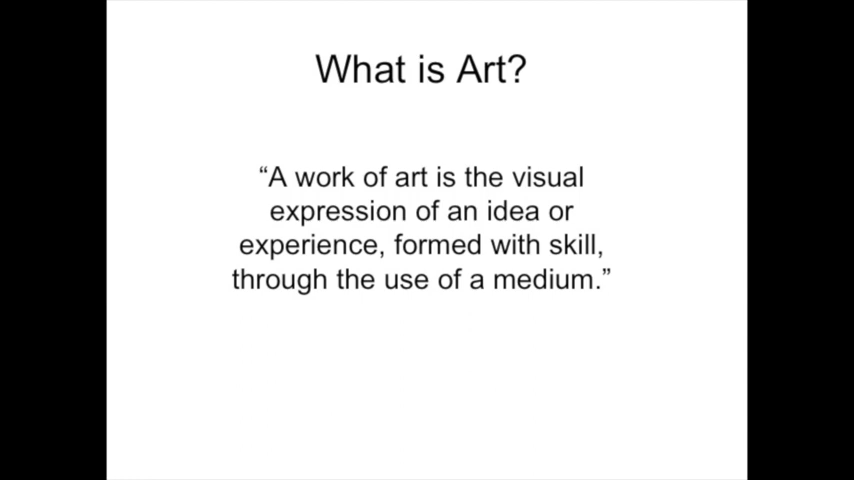 What is Art?
“A work of art is the visual
expression of an idea or
experience, formed with skill,
through the use of a medium.”